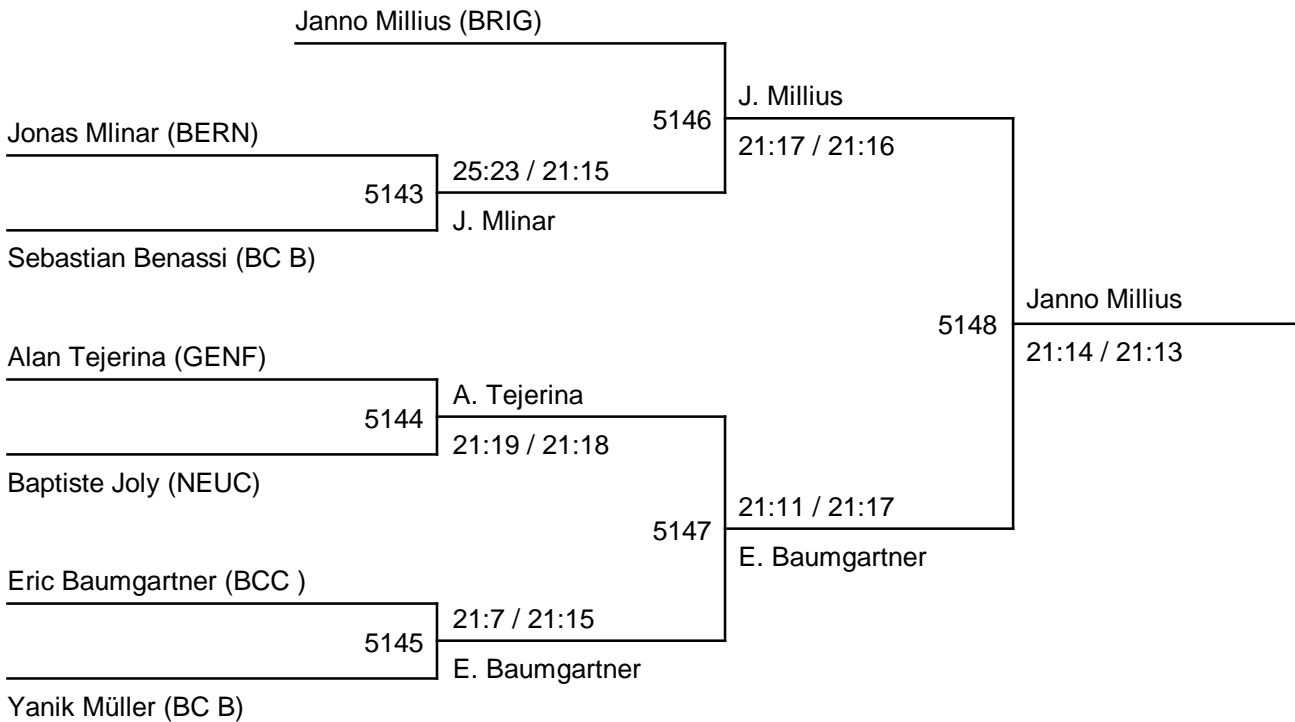 Janno Millius (BRIG)
J. Millius
5146
Jonas Mlinar (BERN)
21:17 / 21:16
25:23 / 21:15
5143
J. Mlinar
Sebastian Benassi (BC B)
Janno Millius
5148
Alan Tejerina (GENF)
21:14 / 21:13
A. Tejerina
5144
21:19 / 21:18
Baptiste Joly (NEUC)
21:11 / 21:17
5147
E. Baumgartner
Eric Baumgartner (BCC )
21:7 / 21:15
5145
E. Baumgartner
Yanik Müller (BC B)